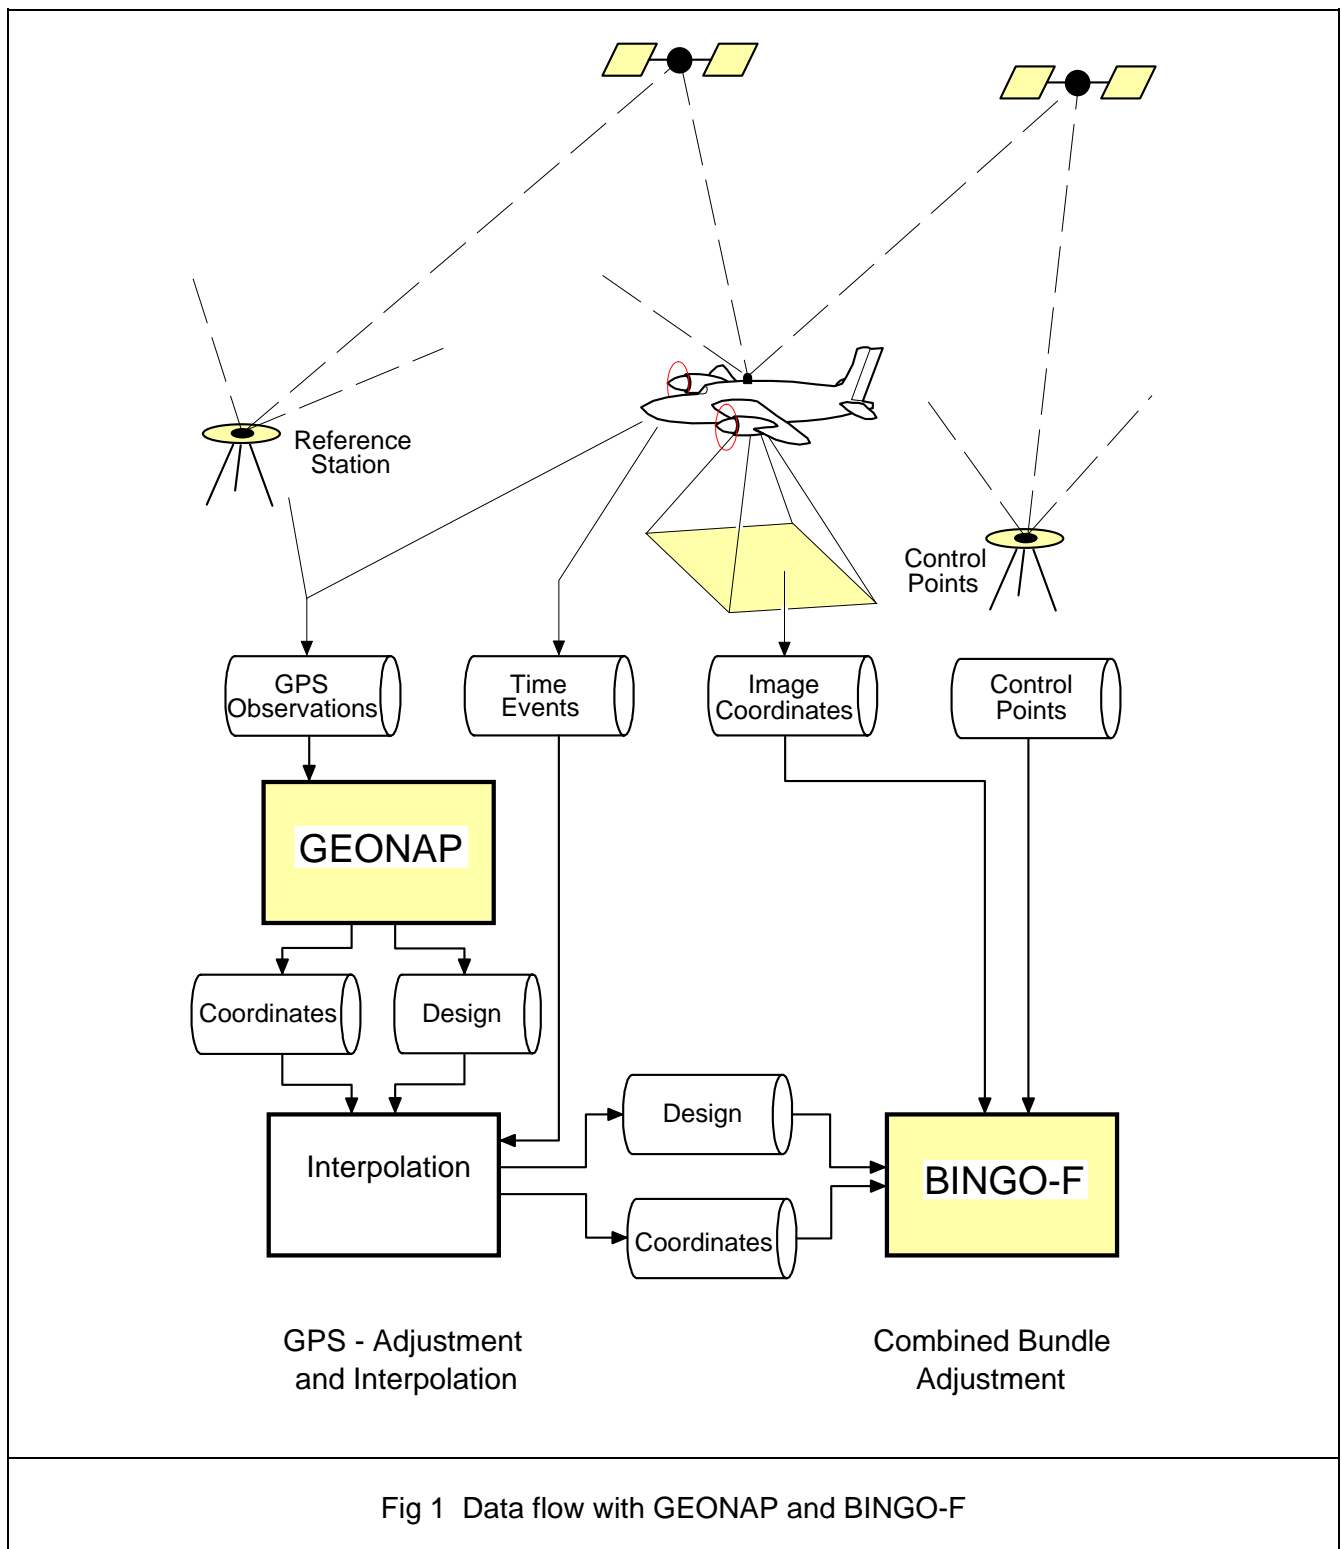 Reference
Station
Control
Points
GPS
Observations
Time
Events
Image
Coordinates
Control
Points
GEONAP
Coordinates
Design
Interpolation
Design
Coordinates
BINGO-F
GPS - Adjustment
and Interpolation
Combined Bundle
Adjustment
Fig 1 Data flow with GEONAP and BINGO-F